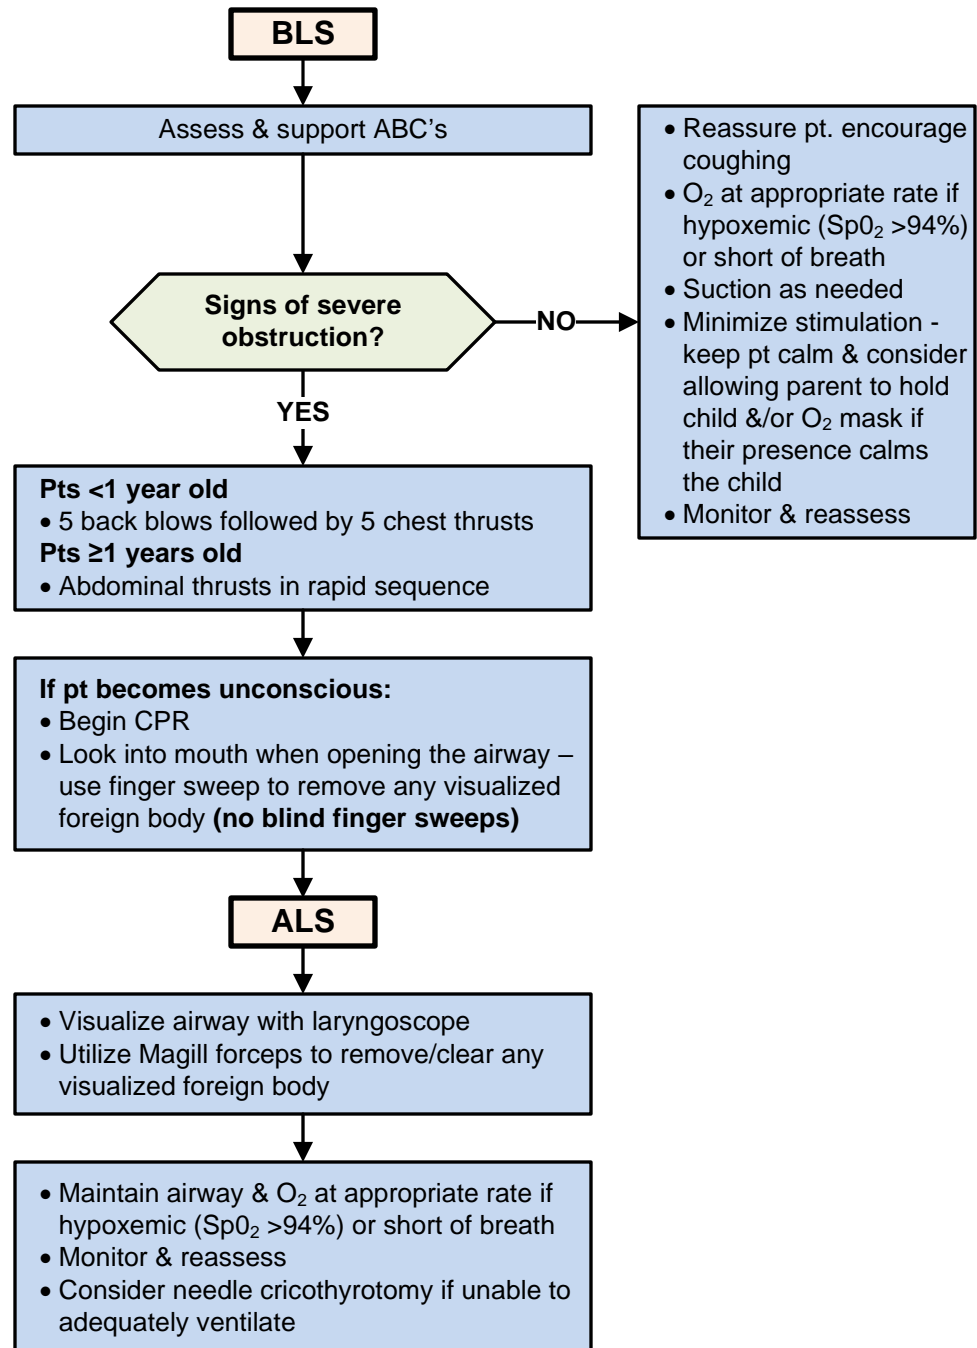 BLS
Assess & support ABC’s
Signs of severe
obstruction?
NO
• Reassure pt. encourage
coughing
• O₂ at appropriate rate if
hypoxemic (Sp0₂ >94%)
or short of breath
• Suction as needed
• Minimize stimulation -
keep pt calm & consider
allowing parent to hold
child &/or O₂ mask if
their presence calms
the child
• Monitor & reassess
YES
Pts <1 year old
• 5 back blows followed by 5 chest thrusts
Pts ≥1 years old
• Abdominal thrusts in rapid sequence
If pt becomes unconscious:
• Begin CPR
• Look into mouth when opening the airway –
use finger sweep to remove any visualized
foreign body (no blind finger sweeps)
ALS
• Visualize airway with laryngoscope
• Utilize Magill forceps to remove/clear any
visualized foreign body
• Maintain airway & O₂ at appropriate rate if
hypoxemic (Sp0₂ >94%) or short of breath
• Monitor & reassess
• Consider needle cricothyrotomy if unable to
adequately ventilate